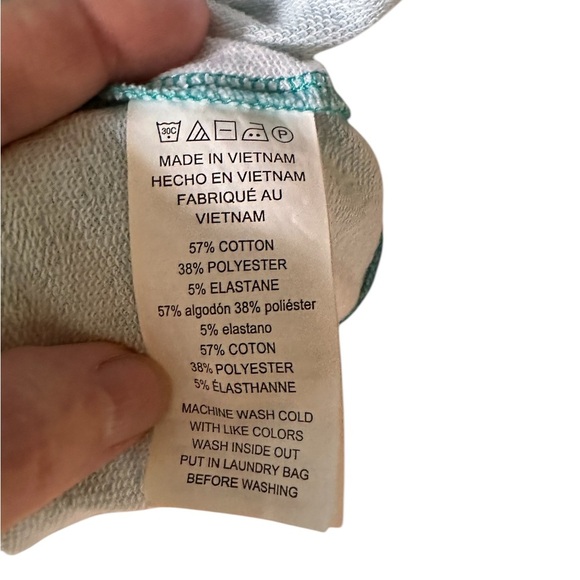 30C P
MADE IN VIETNAM
HECHO EN VIETNAM
FABRIQUÉ AU
VIETNAM
57% COTTON
38% POLYESTER
5% ELASTANE
57% algodón 38% poliéster
5% elastano
57% COTON
38% POLYESTER
5% ÉLASTHANNE
MACHINE WASH COLD
WITH LIKE COLORS
WASH INSIDE OUT
PUT IN LAUNDRY BAG
BEFORE WASHING